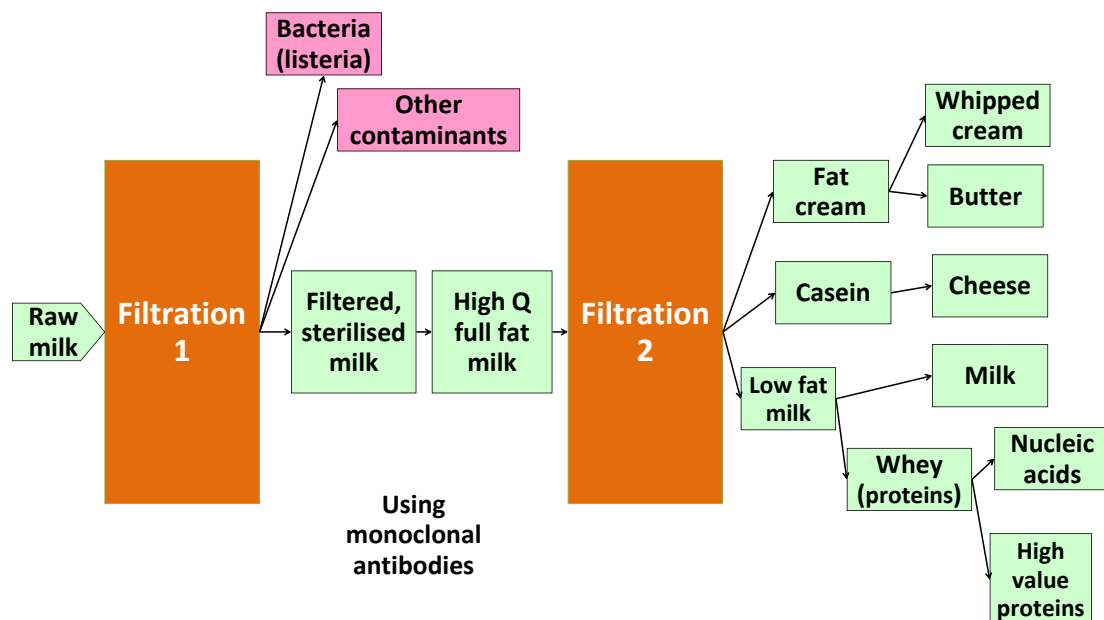 Bacteria
(listeria)
Other
contaminants
Whipped
cream
Fat
cream
Butter
Raw
milk
Filtration
1
Filtered,
sterilised
milk
High Q
full fat
milk
Filtration
2
Casein
Cheese
Low fat
milk
Milk
Whey
(proteins)
Nucleic
acids
High
value
proteins
Using
monoclonal
antibodies